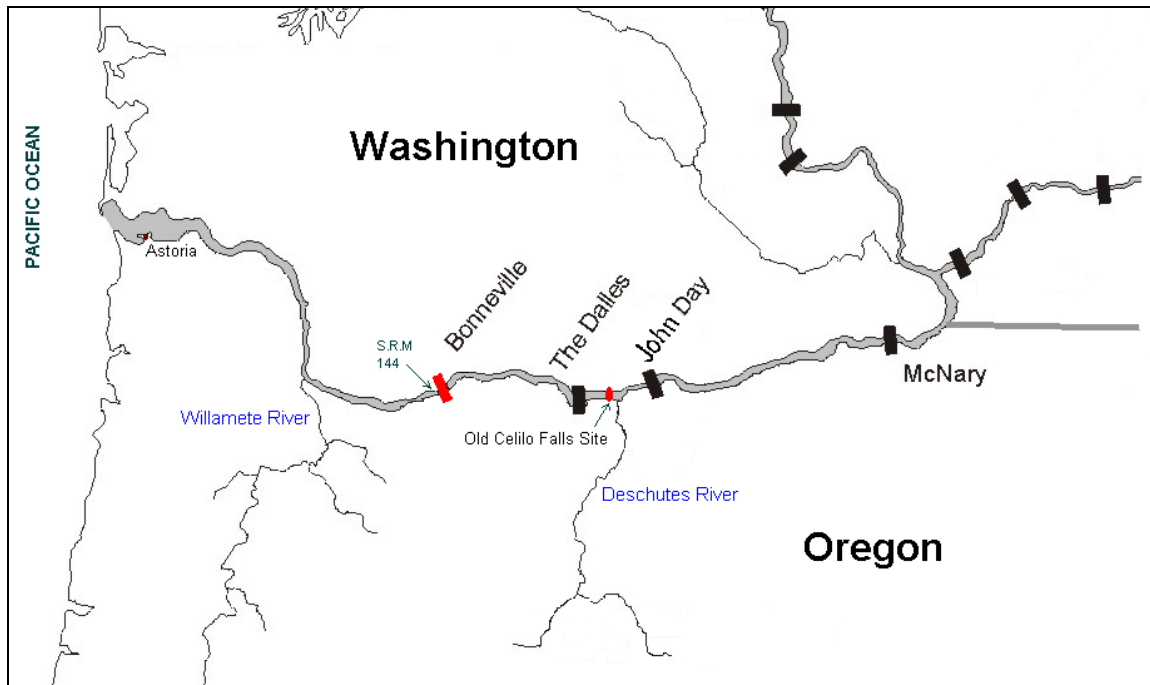 PACIFIC OCEAN
Washington
Astoria
S.R.M
144
Bonneville
The Dalles
John Day
McNary
Willamete River
Old Celilo Falls Site
Deschutes River
Oregon